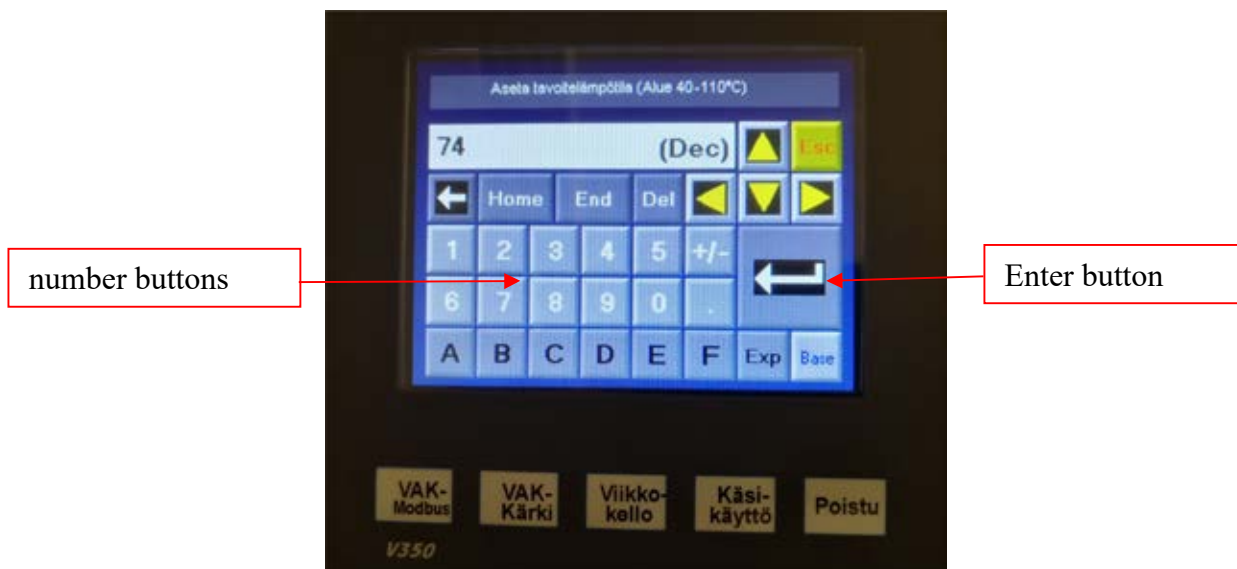 Aseta tavoitelämpötila (Alue 40-110°C)
74 (Dec) Esc
Home End Del
1 2 3 4 5 +/-
number buttons
Enter button
6 7 8 9 0 .
A B C D E F Exp Base
VAK-
Modbus
VAK-
Kärki
Viikko-
kello
Käsi-
käyttö
Poistu
V350